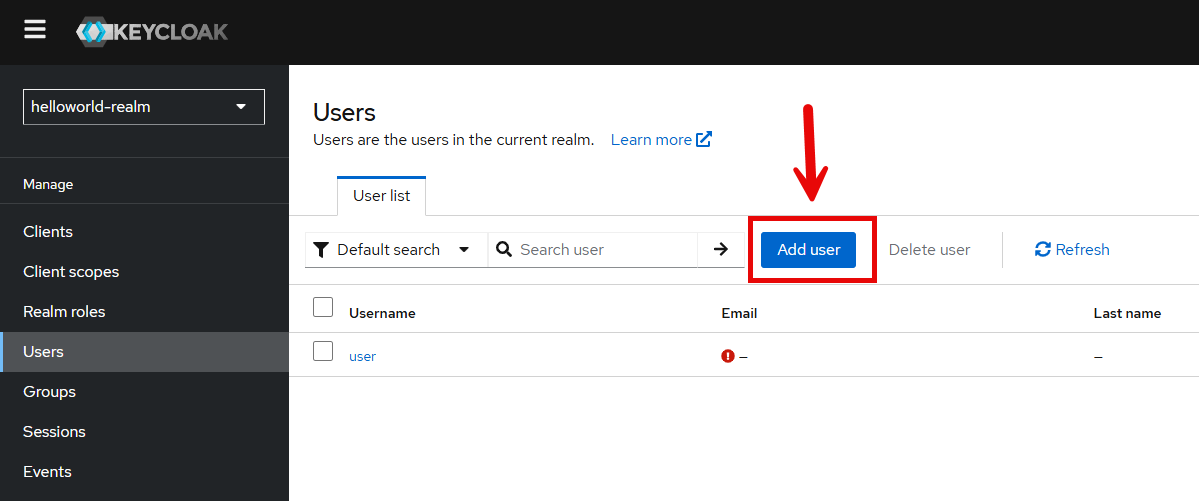 KEYCLOAK
helloworld-realm
Manage
Clients
Client scopes
Realm roles
Users
Groups
Sessions
Events
Users
Users are the users in the current realm. Learn more
User list
Default search Search user Add user Delete user Refresh
Username Email Last name
user – –